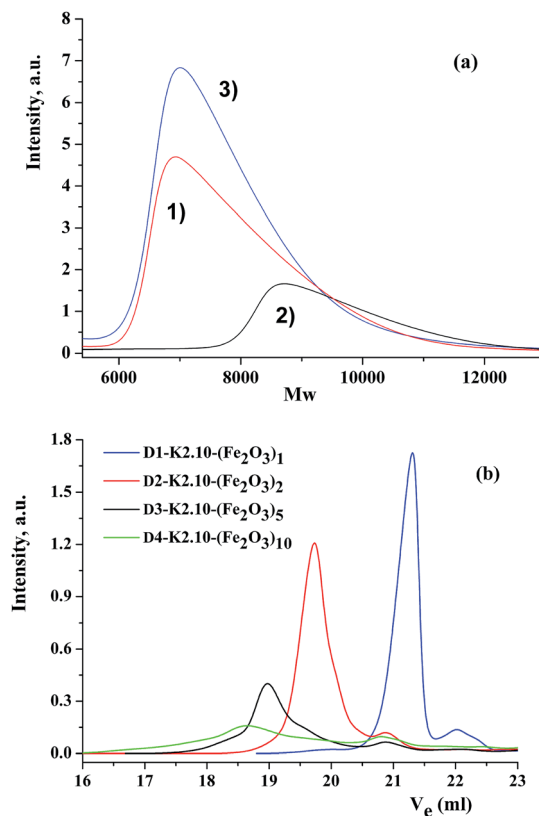 (a)
8
7
6
5
4
3
2
1
0
Intensity, a.u.
3)
1)
2)
6000 8000 10000 12000
Mw
(b)
1.8
1.5
1.2
0.9
0.6
0.3
0.0
Intensity, a.u.
D1-K2.10-(Fe₂O₃)₁
D2-K2.10-(Fe₂O₃)₂
D3-K2.10-(Fe₂O₃)₅
D4-K2.10-(Fe₂O₃)₁₀
16 17 18 19 20 21 22 23
Vₑ (ml)